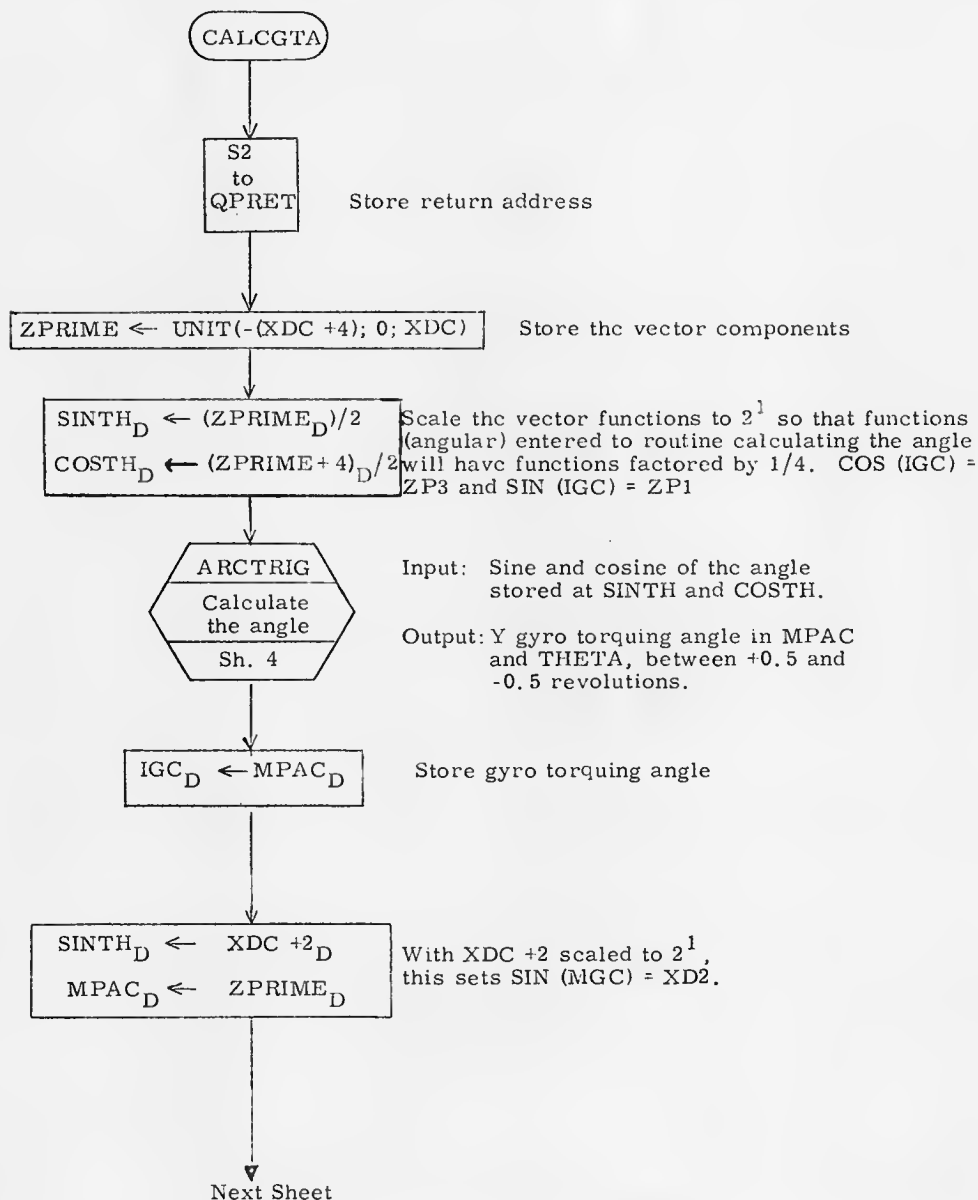 CALCGTA
S2
to
QPRET
Store return address
ZPRIME ← UNIT(-(XDC +4); 0; XDC)
Store the vector components
SINTH_D ← (ZPRIME_D)/2
COSTH_D ← (ZPRIME+4)_D/2
Scale the vector functions to 2^1 so that functions
(angular) entered to routine calculating the angle
will have functions factored by 1/4. COS (IGC) =
ZP3 and SIN (IGC) = ZP1
ARCTRIG
Calculate
the angle
Sh. 4
Input: Sine and cosine of the angle
stored at SINTH and COSTH.
Output: Y gyro torquing angle in MPAC
and THETA, between +0.5 and
-0.5 revolutions.
IGC_D ← MPAC_D
Store gyro torquing angle
SINTH_D ← XDC +2_D
MPAC_D ← ZPRIME_D
With XDC +2 scaled to 2^1,
this sets SIN (MGC) = XD2.
Next Sheet